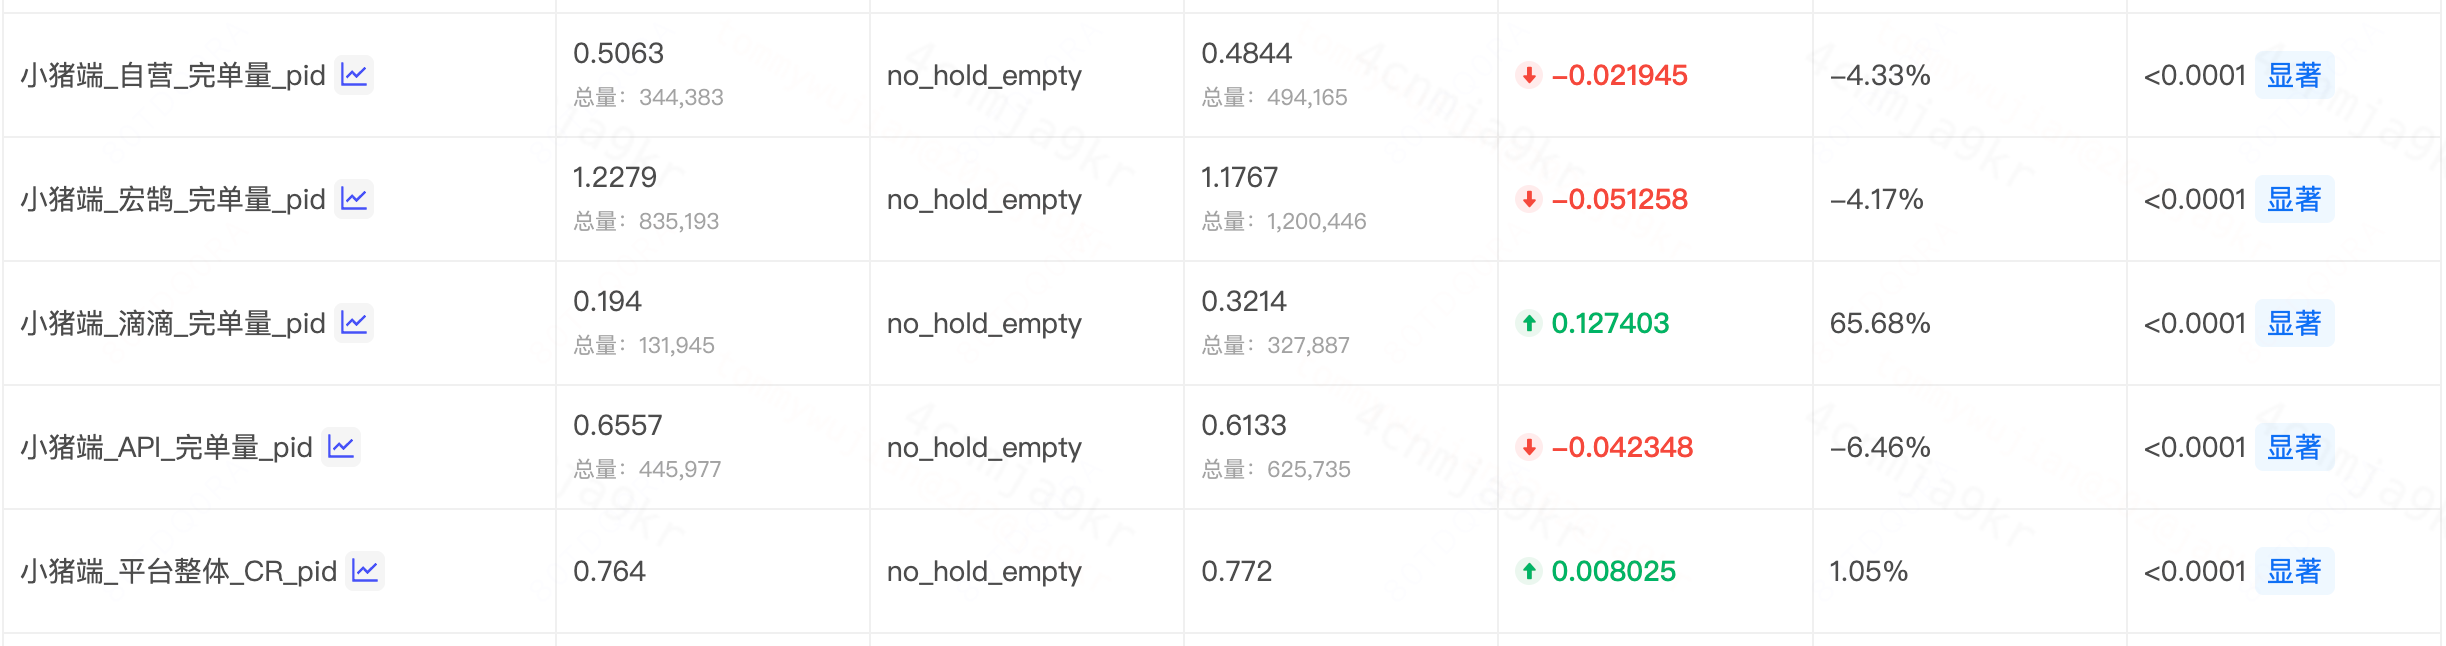 小猪端_自营_完单量_pid
0.5063
总量：344,383
no_hold_empty
0.4844
总量：494,165
-0.021945
-4.33%
<0.0001 显著
小猪端_宏鹄_完单量_pid
1.2279
总量：835,193
no_hold_empty
1.1767
总量：1,200,446
-0.051258
-4.17%
<0.0001 显著
小猪端_滴滴_完单量_pid
0.194
总量：131,945
no_hold_empty
0.3214
总量：327,887
0.127403
65.68%
<0.0001 显著
小猪端_API_完单量_pid
0.6557
总量：445,977
no_hold_empty
0.6133
总量：625,735
-0.042348
-6.46%
<0.0001 显著
小猪端_平台整体_CR_pid
0.764
no_hold_empty
0.772
0.008025
1.05%
<0.0001 显著
4cnmja9kr